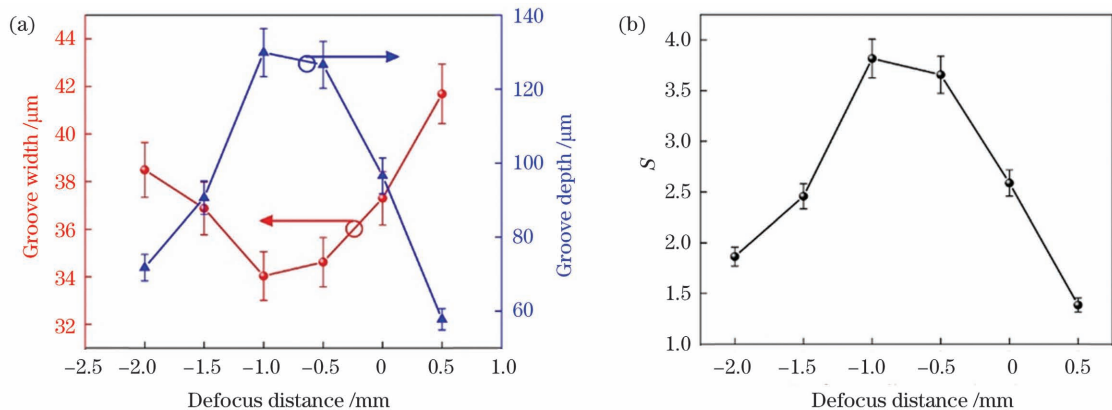 (a)
44
42
40
38
36
34
32
Groove width /μm
140
120
100
80
60
Groove depth /μm
−2.5 −2.0 −1.5 −1.0 −0.5 0 0.5 1.0
Defocus distance /mm
(b)
4.0
3.5
3.0
2.5
2.0
1.5
1.0
S
−2.0 −1.5 −1.0 −0.5 0 0.5
Defocus distance /mm